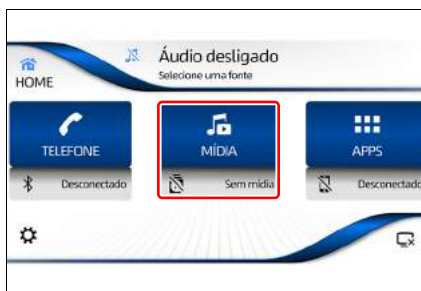 Áudio desligado
Selecione uma fonte
HOME
TELEFONE
MÍDIA
APPS
Desconectado
Sem mídia
Desconectado